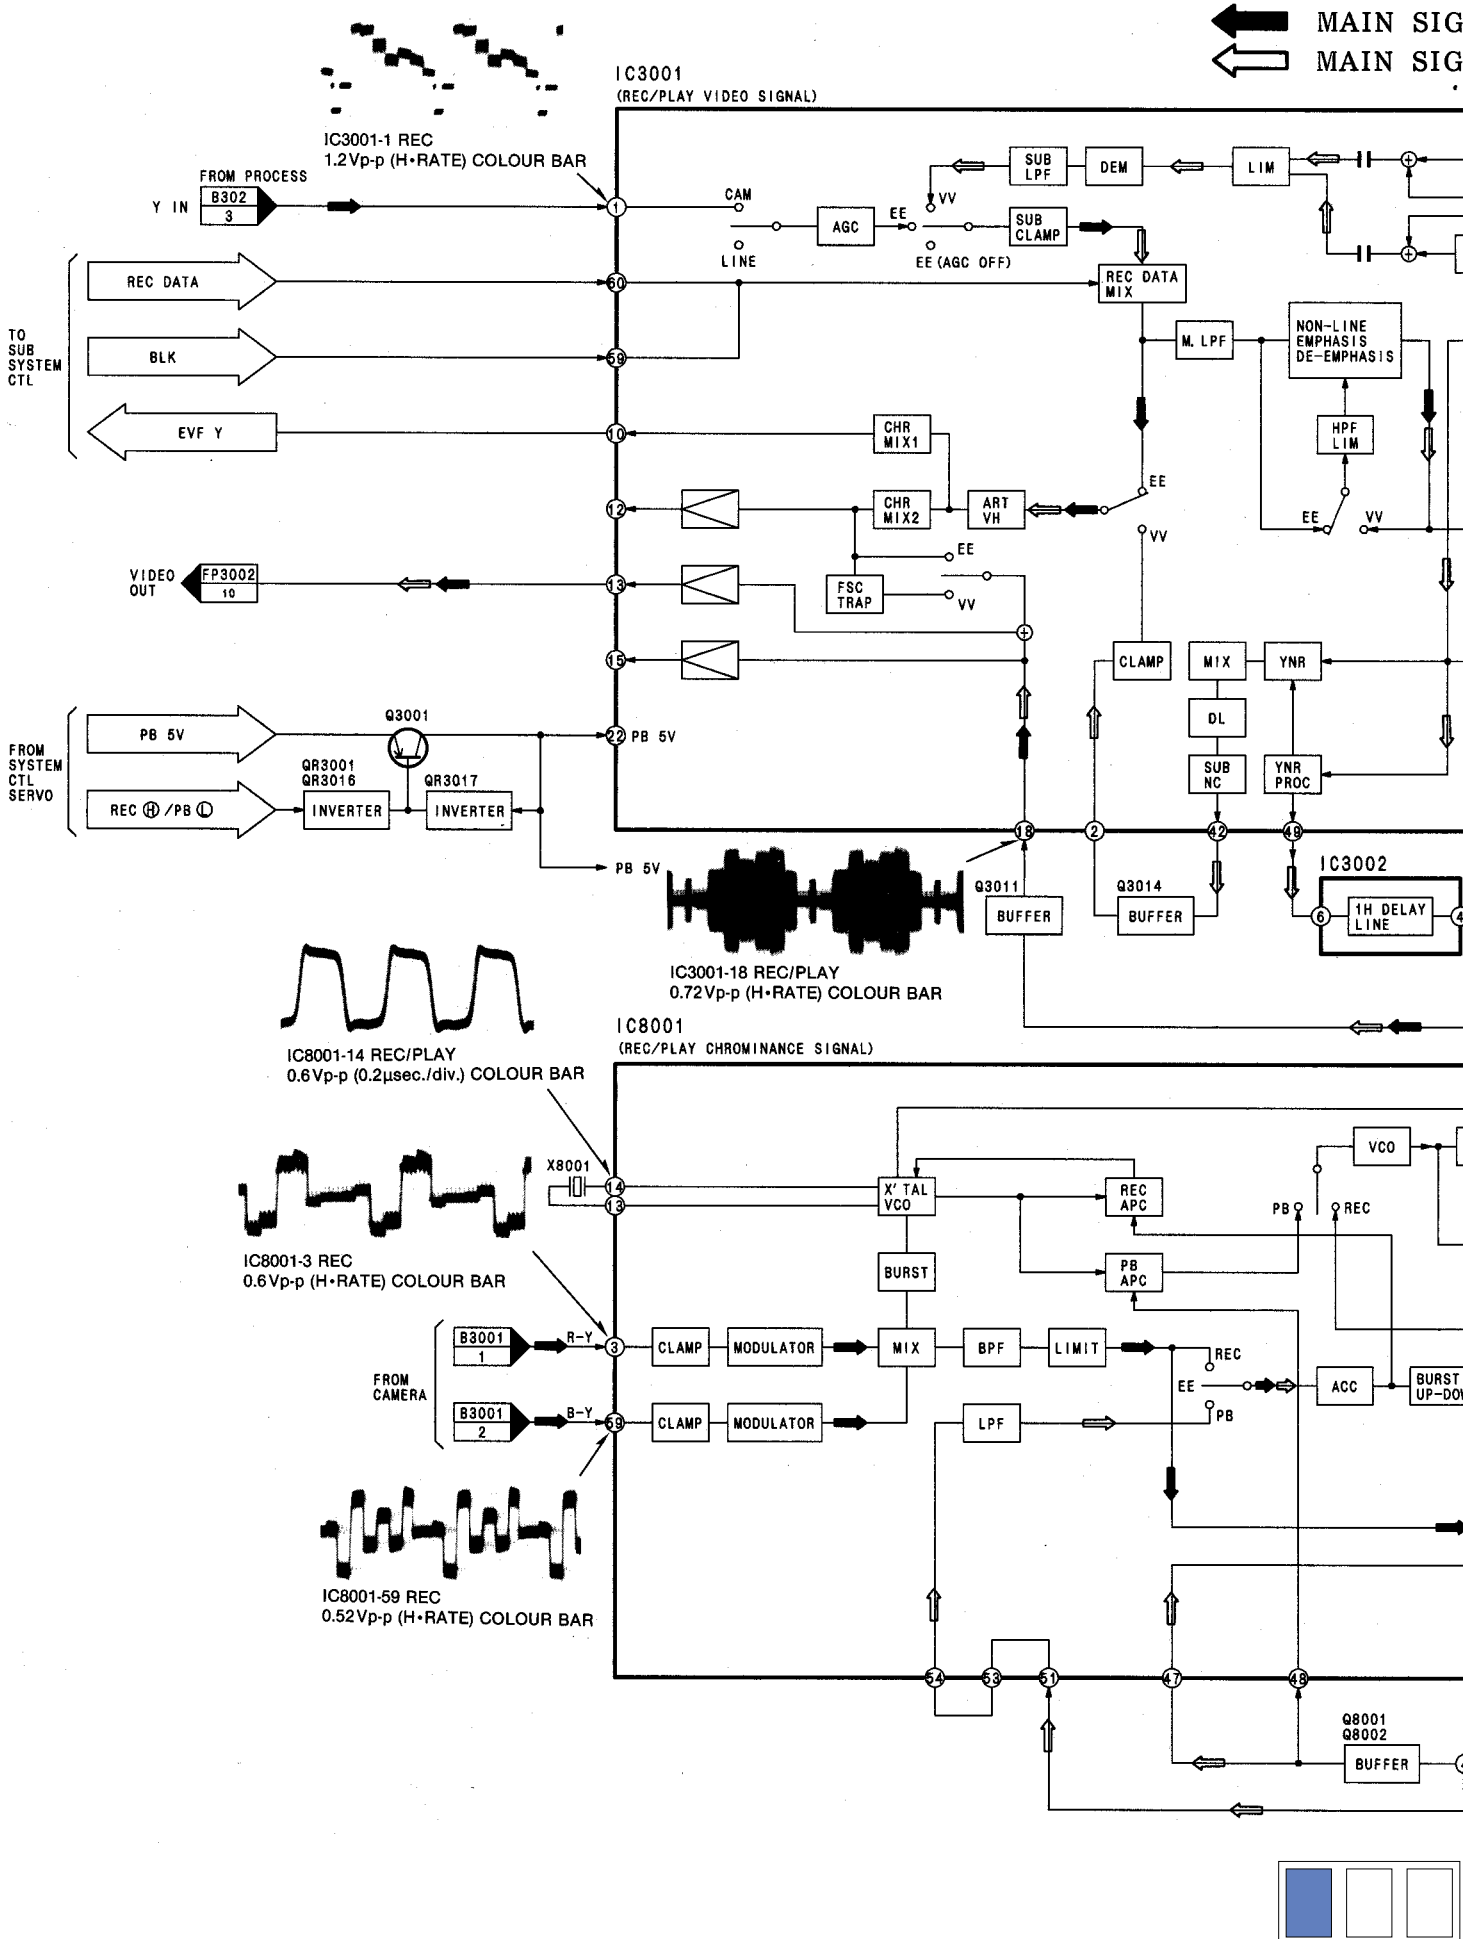 MAIN SIG
MAIN SIG
IC3001
(REC/PLAY VIDEO SIGNAL)
IC3001-1 REC
1.2Vp-p (H•RATE) COLOUR BAR
FROM PROCESS
Y IN
B302
3
1
CAM
LINE
AGC
EE
VV
EE (AGC OFF)
SUB
LPF
DEM
LIM
SUB
CLAMP
REC DATA
MIX
TO
SUB
SYSTEM
CTL
REC DATA
60
BLK
59
EVF Y
10
CHR
MIX1
M. LPF
NON-LINE
EMPHASIS
DE-EMPHASIS
HPF
LIM
EE
VV
12
CHR
MIX2
ART
VH
EE
VV
VIDEO
OUT
FP3002
10
13
FSC
TRAP
EE
VV
15
CLAMP
MIX
YNR
DL
SUB
NC
YNR
PROC
FROM
SYSTEM
CTL
SERVO
PB 5V
Q3001
22
PB 5V
REC Ⓗ /PB Ⓛ
QR3001
QR3016
INVERTER
QR3017
INVERTER
PB 5V
18
2
42
49
Q3011
BUFFER
Q3014
BUFFER
IC3002
6
1H DELAY
LINE
4
IC3001-18 REC/PLAY
0.72Vp-p (H•RATE) COLOUR BAR
IC8001
(REC/PLAY CHROMINANCE SIGNAL)
IC8001-14 REC/PLAY
0.6Vp-p (0.2µsec./div.) COLOUR BAR
X8001
14
13
X'TAL
VCO
REC
APC
VCO
PB
REC
BURST
PB
APC
IC8001-3 REC
0.6Vp-p (H•RATE) COLOUR BAR
FROM
CAMERA
B3001
1
R-Y
3
CLAMP
MODULATOR
MIX
BPF
LIMIT
REC
EE
PB
ACC
BURST
UP-DOW
B3001
2
B-Y
59
CLAMP
MODULATOR
LPF
IC8001-59 REC
0.52Vp-p (H•RATE) COLOUR BAR
54
53
51
47
48
Q8001
Q8002
BUFFER